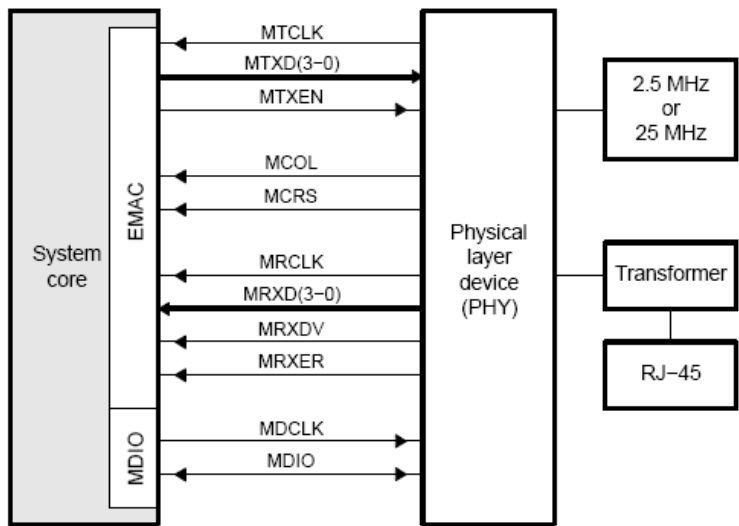 MTCLK
MTXD(3−0)
MTXEN
MCOL
MCRS
MRCLK
MRXD(3−0)
MRXDV
MRXER
MDCLK
MDIO
System
core
EMAC
MDIO
Physical
layer
device
(PHY)
2.5 MHz
or
25 MHz
Transformer
RJ−45